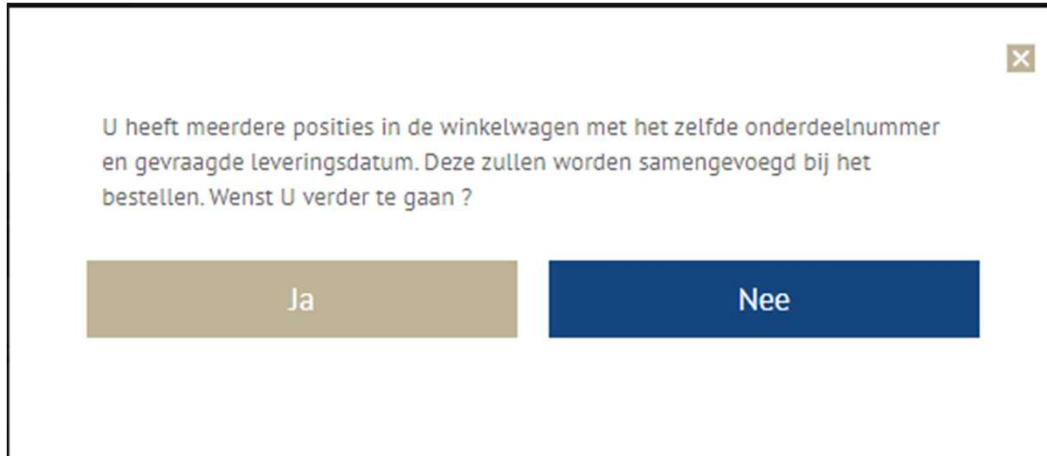 U heeft meerdere posities in de winkelwagen met het zelfde onderdeelnummer
en gevraagde leveringsdatum. Deze zullen worden samengevoegd bij het
bestellen. Wenst U verder te gaan ?
Ja
Nee